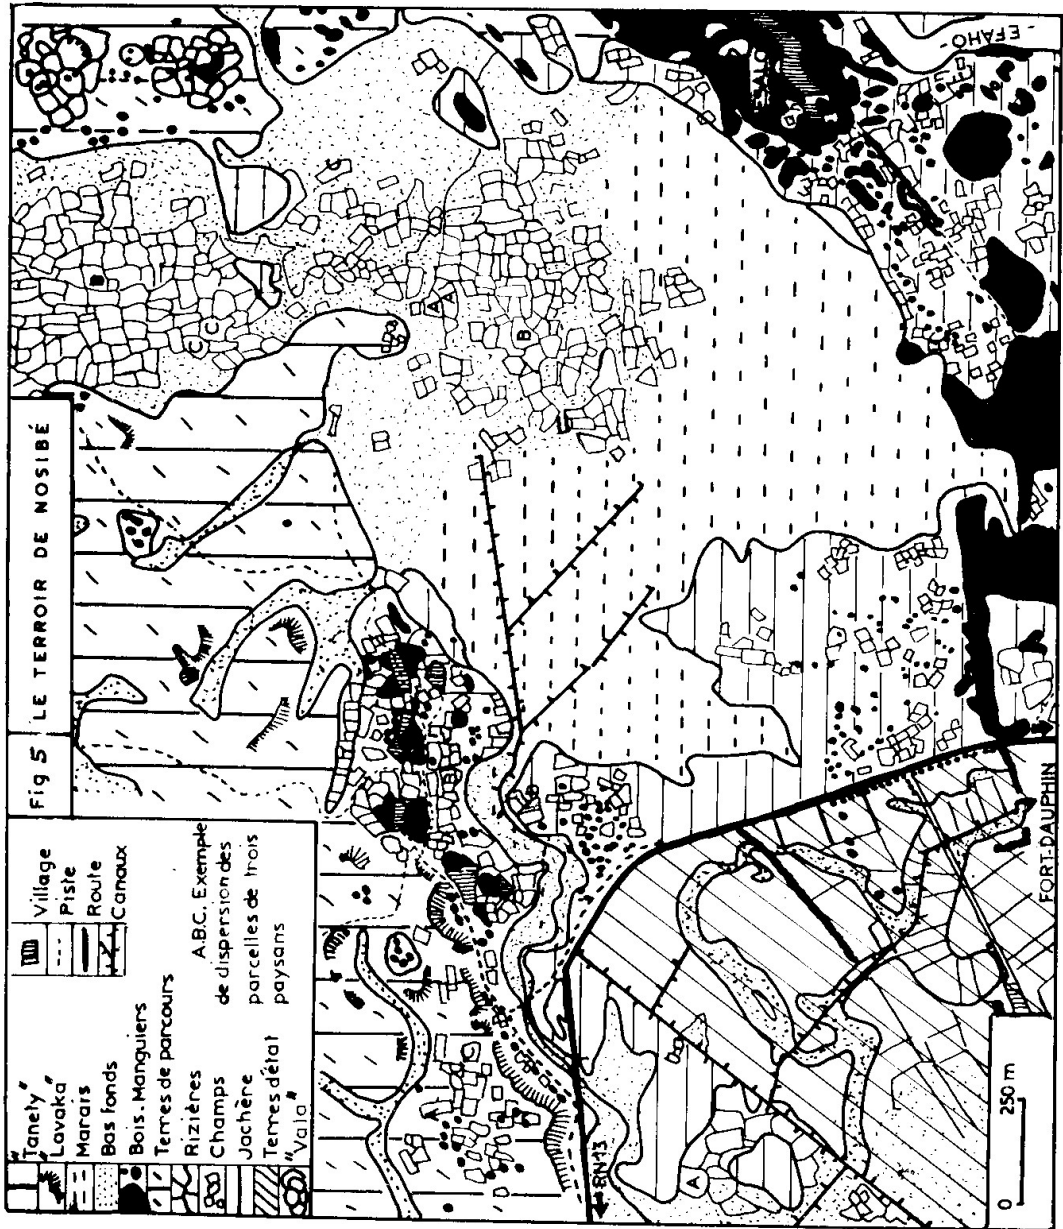 Fig 5 LE TERROIR DE NOSIBÉ
"Tanety"
"Lavaka"
Marais
Bas fonds
Bois. Manguiers
Terres de parcours
Rizières
Champs
Jachère
Terres d'état
"Vala"
Village
Piste
Route
Canaux
A.B.C. Exemple
de dispersion des
parcelles de trois
paysans
B
C
C
C
A
A
B
B
C
A
-EFAHO-
RN13
FORT-DAUPHIN
0 250 m